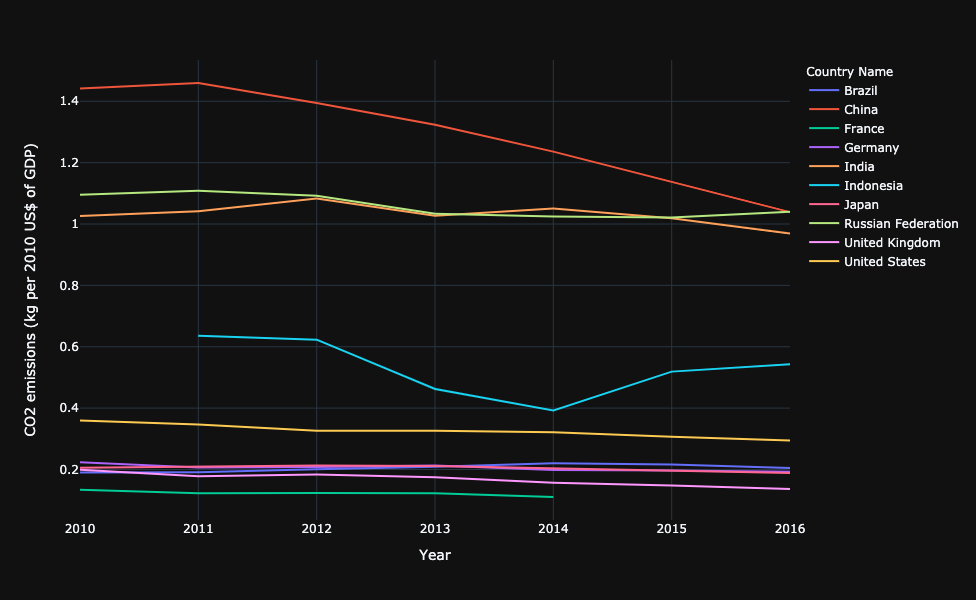 Country Name
Brazil
China
France
Germany
India
Indonesia
Japan
Russian Federation
United Kingdom
United States
CO2 emissions (kg per 2010 US$ of GDP)
1.4
1.2
1
0.8
0.6
0.4
0.2
2010 2011 2012 2013 2014 2015 2016
Year